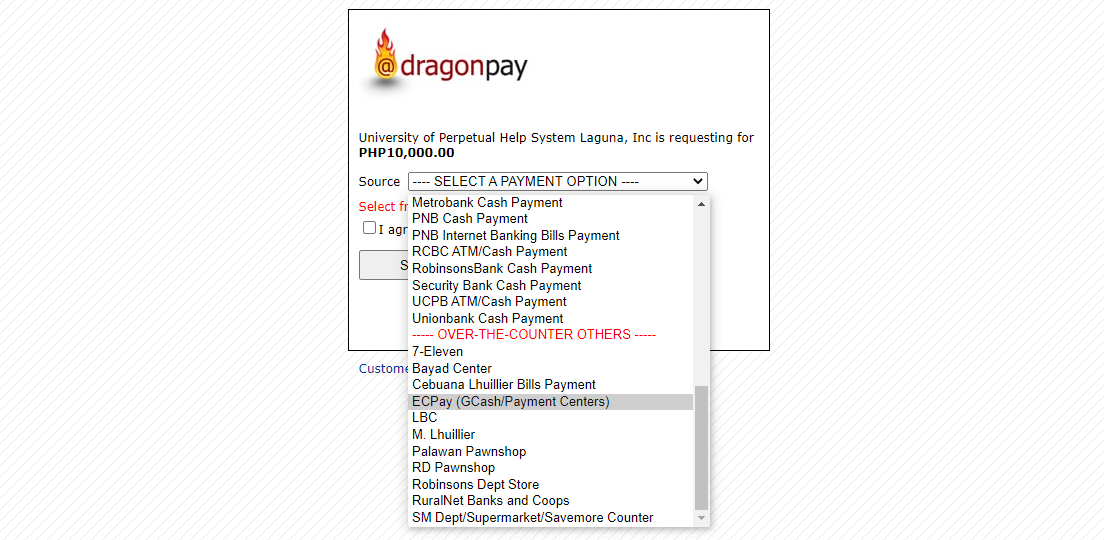 @dragonpay
University of Perpetual Help System Laguna, Inc is requesting for
PHP10,000.00
Source ---- SELECT A PAYMENT OPTION ----
Select fr
I agr
S
Custome
Metrobank Cash Payment
PNB Cash Payment
PNB Internet Banking Bills Payment
RCBC ATM/Cash Payment
RobinsonsBank Cash Payment
Security Bank Cash Payment
UCPB ATM/Cash Payment
Unionbank Cash Payment
----- OVER-THE-COUNTER OTHERS -----
7-Eleven
Bayad Center
Cebuana Lhuillier Bills Payment
ECPay (GCash/Payment Centers)
LBC
M. Lhuillier
Palawan Pawnshop
RD Pawnshop
Robinsons Dept Store
RuralNet Banks and Coops
SM Dept/Supermarket/Savemore Counter